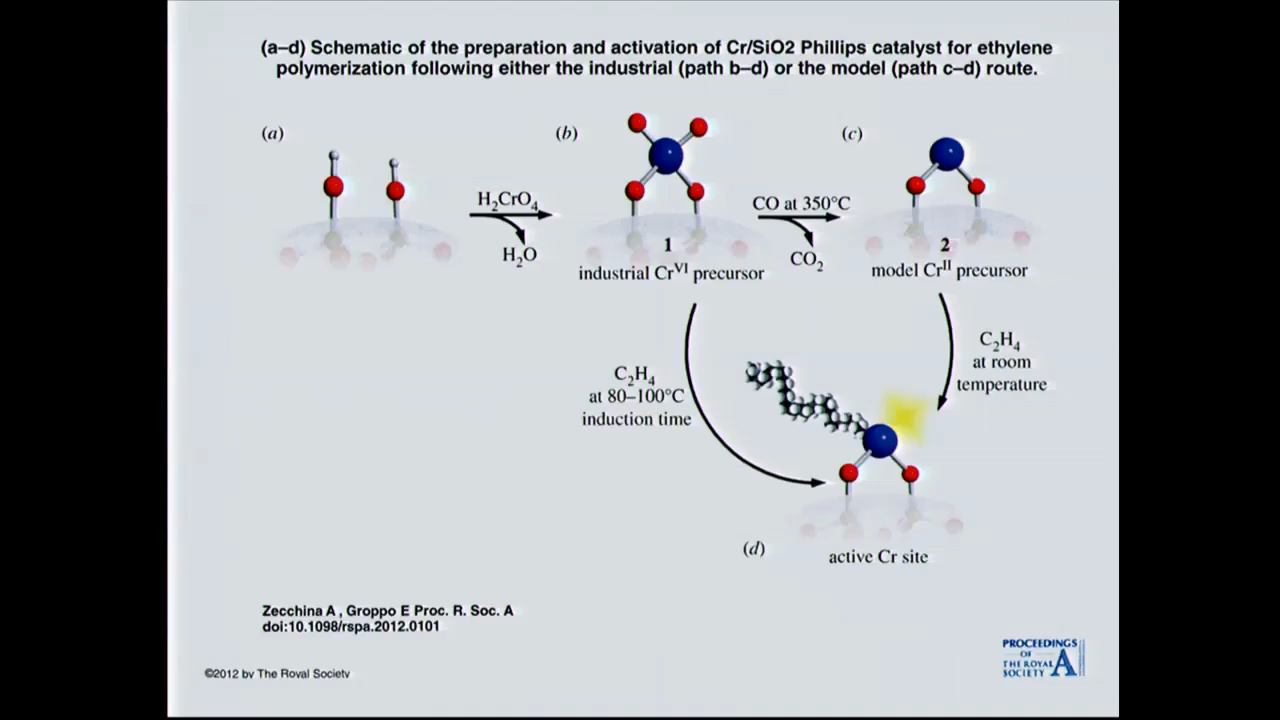 (a–d) Schematic of the preparation and activation of Cr/SiO2 Phillips catalyst for ethylene
polymerization following either the industrial (path b–d) or the model (path c–d) route.
(a)
(b)
(c)
H₂CrO₄
H₂O
CO at 350°C
CO₂
1
industrial Crⱽᴵ precursor
2
model Crᴵᴵ precursor
C₂H₄
at 80–100°C
induction time
C₂H₄
at room
temperature
(d)
active Cr site
Zecchina A , Groppo E Proc. R. Soc. A
doi:10.1098/rspa.2012.0101
©2012 by The Royal Society
PROCEEDINGS
OF
THE ROYAL
SOCIETY
A